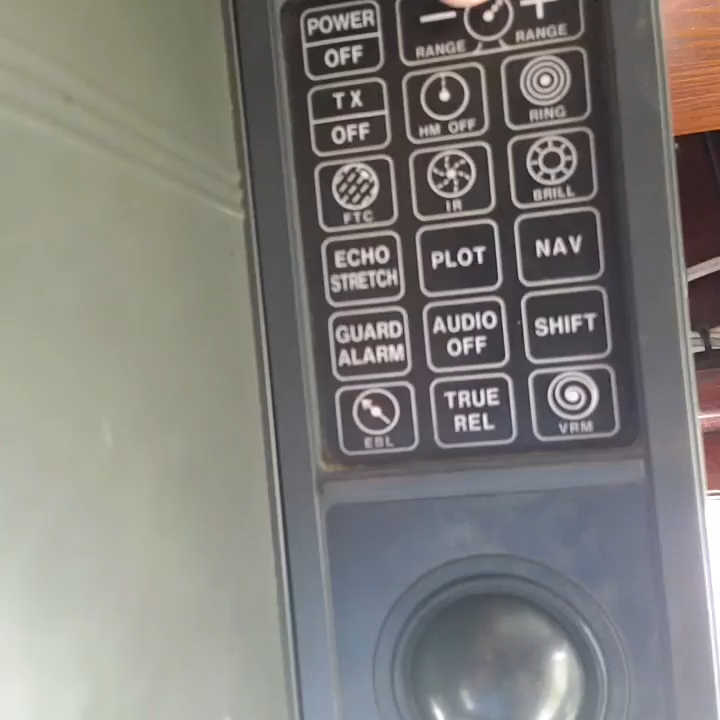 POWER
OFF
− +
RANGE RANGE
TX
OFF
HM OFF
RING
FTC
IR
BRILL
ECHO
STRETCH
PLOT
NAV
GUARD
ALARM
AUDIO
OFF
SHIFT
EBL
TRUE
REL
VRM